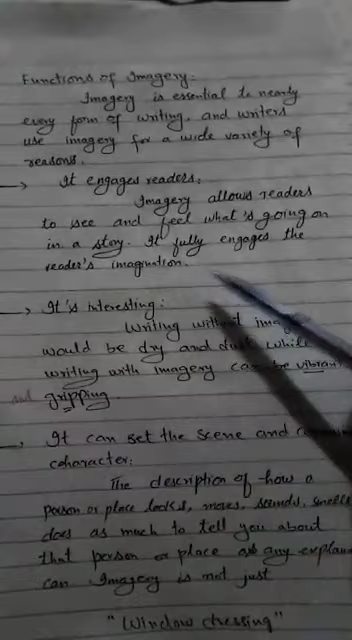 Functions of Imagery:
Imagery is essential to nearly
every form of writing, and writers
use imagery for a wide variety of
reasons.
→ It engages readers:
Imagery allows readers
to see and feel what's going on
in a story. It fully engages the
reader's imagination.
→ It's interesting:
Writing without
would be dry and while
writing with Imagery can be vibrant
and gripping.
→ It can set the scene and
character:
The description of how a
person or place looks, moves, sounds, smells
does as much to tell you about
that person or place as any
can Imagery is not just
"Window dressing"